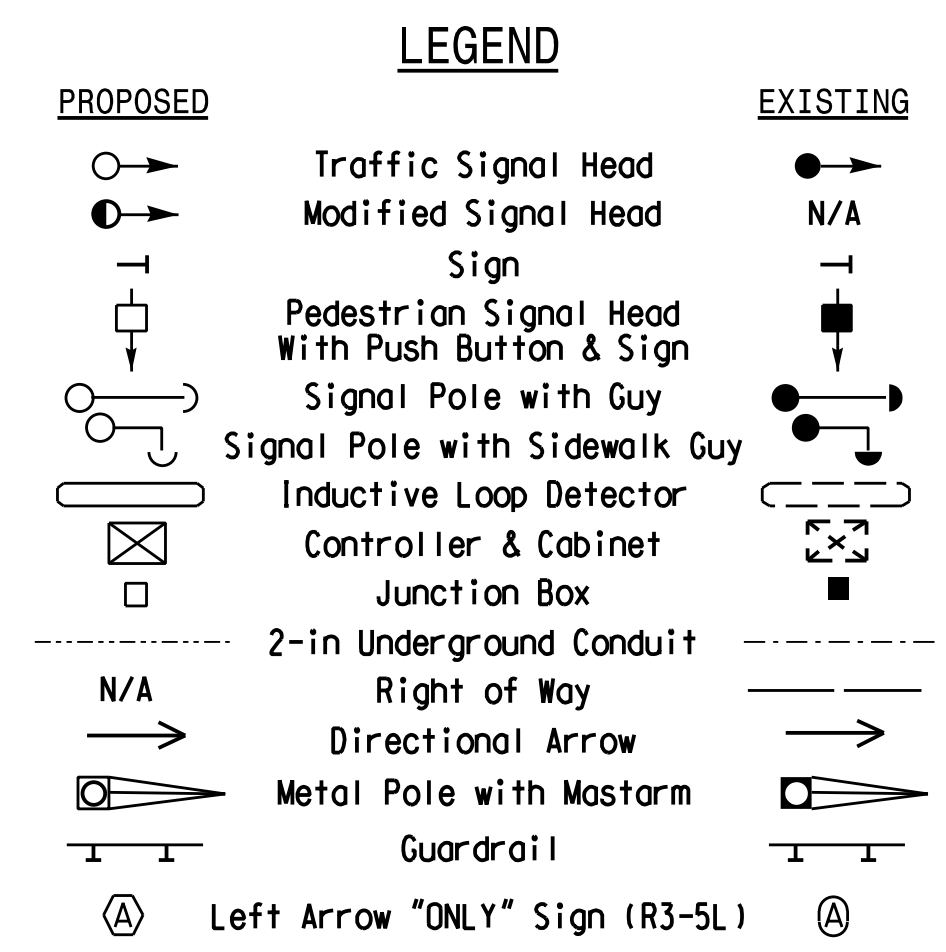 LEGEND
PROPOSED EXISTING
Traffic Signal Head
Modified Signal Head N/A
Sign
Pedestrian Signal Head
With Push Button & Sign
Signal Pole with Guy
Signal Pole with Sidewalk Guy
Inductive Loop Detector
Controller & Cabinet
Junction Box
2-in Underground Conduit
N/A Right of Way
Directional Arrow
Metal Pole with Mastarm
Guardrail
A Left Arrow "ONLY" Sign (R3-5L) A